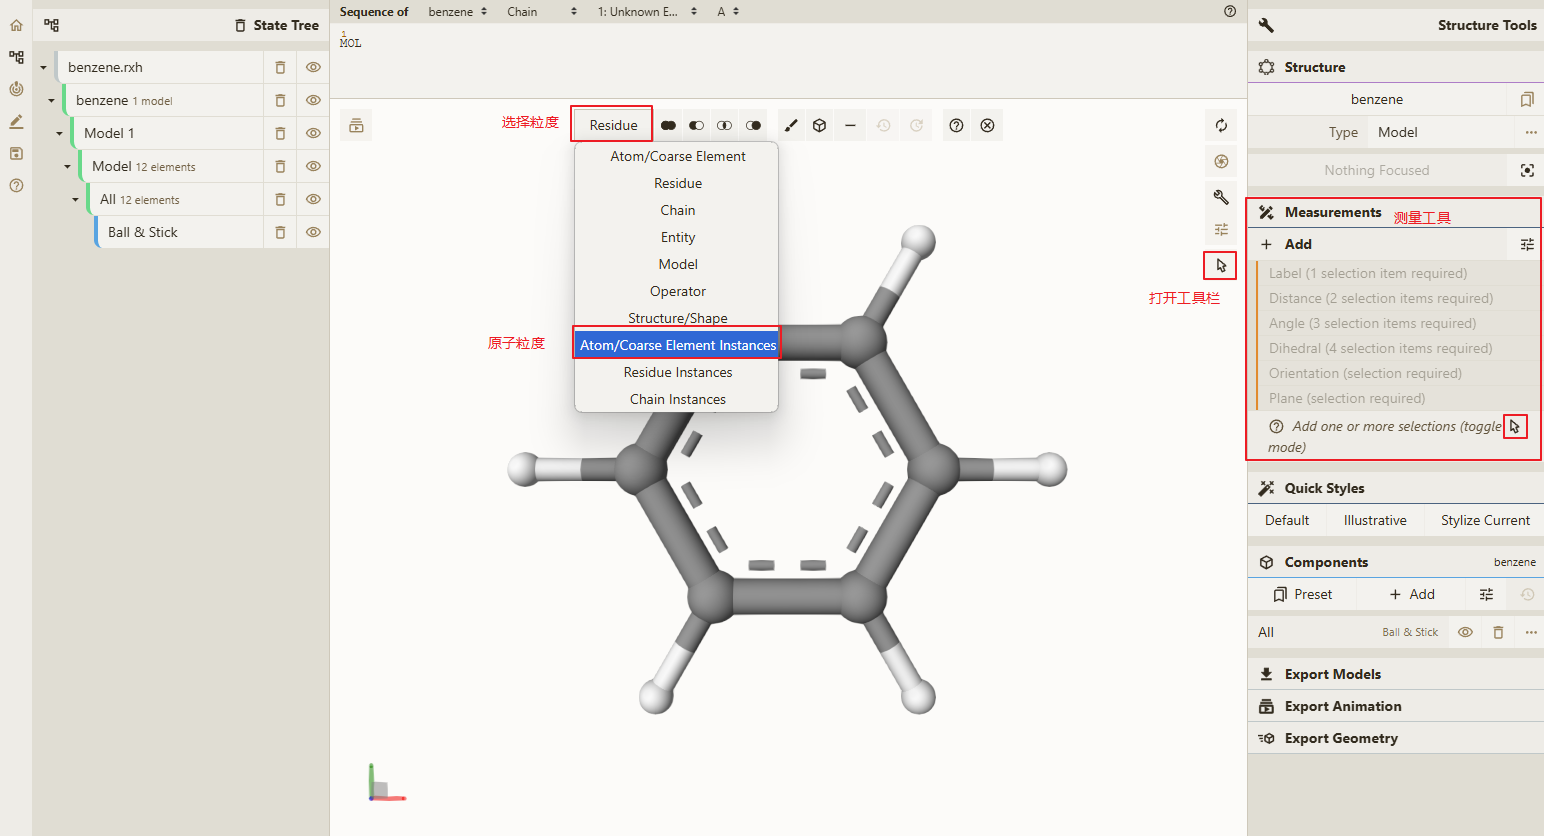 State Tree
benzene.rxh
benzene 1 model
Model 1
Model 12 elements
All 12 elements
Ball & Stick
Sequence of benzene Chain 1: Unknown E... A
1
MOL
选择粒度
Residue
Atom/Coarse Element
Residue
Chain
Entity
Model
Operator
Structure/Shape
原子粒度
Atom/Coarse Element Instances
Residue Instances
Chain Instances
打开工具栏
Structure Tools
Structure
benzene
Type Model
Nothing Focused
Measurements 测量工具
Add
Label (1 selection item required)
Distance (2 selection items required)
Angle (3 selection items required)
Dihedral (4 selection items required)
Orientation (selection required)
Plane (selection required)
Add one or more selections (toggle
mode)
Quick Styles
Default Illustrative Stylize Current
Components benzene
Preset + Add
All Ball & Stick
Export Models
Export Animation
Export Geometry